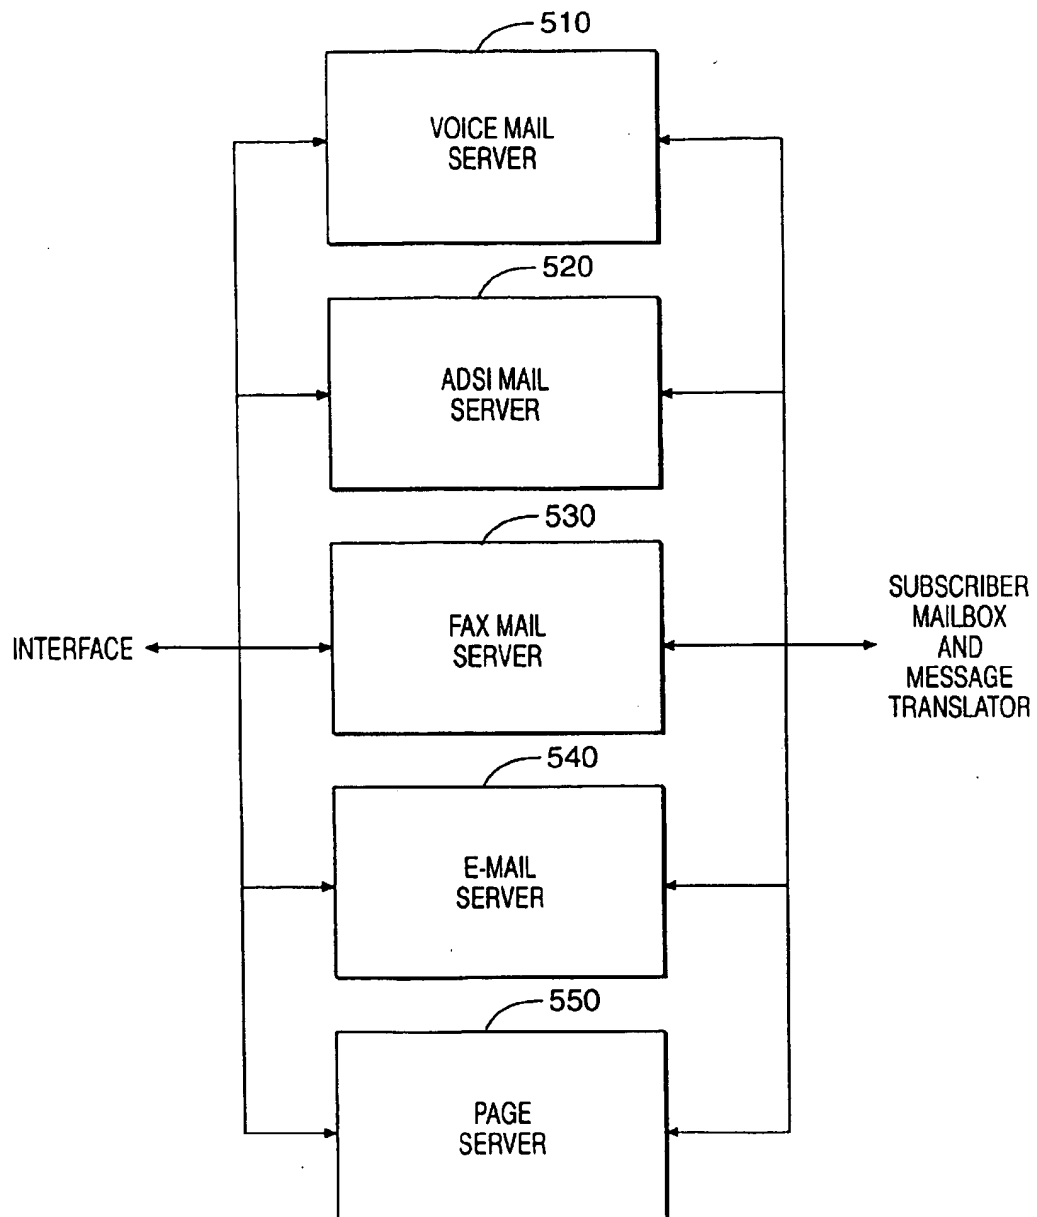 510
VOICE MAIL
SERVER
520
ADSI MAIL
SERVER
530
FAX MAIL
SERVER
INTERFACE
SUBSCRIBER
MAILBOX
AND
MESSAGE
TRANSLATOR
540
E-MAIL
SERVER
550
PAGE
SERVER